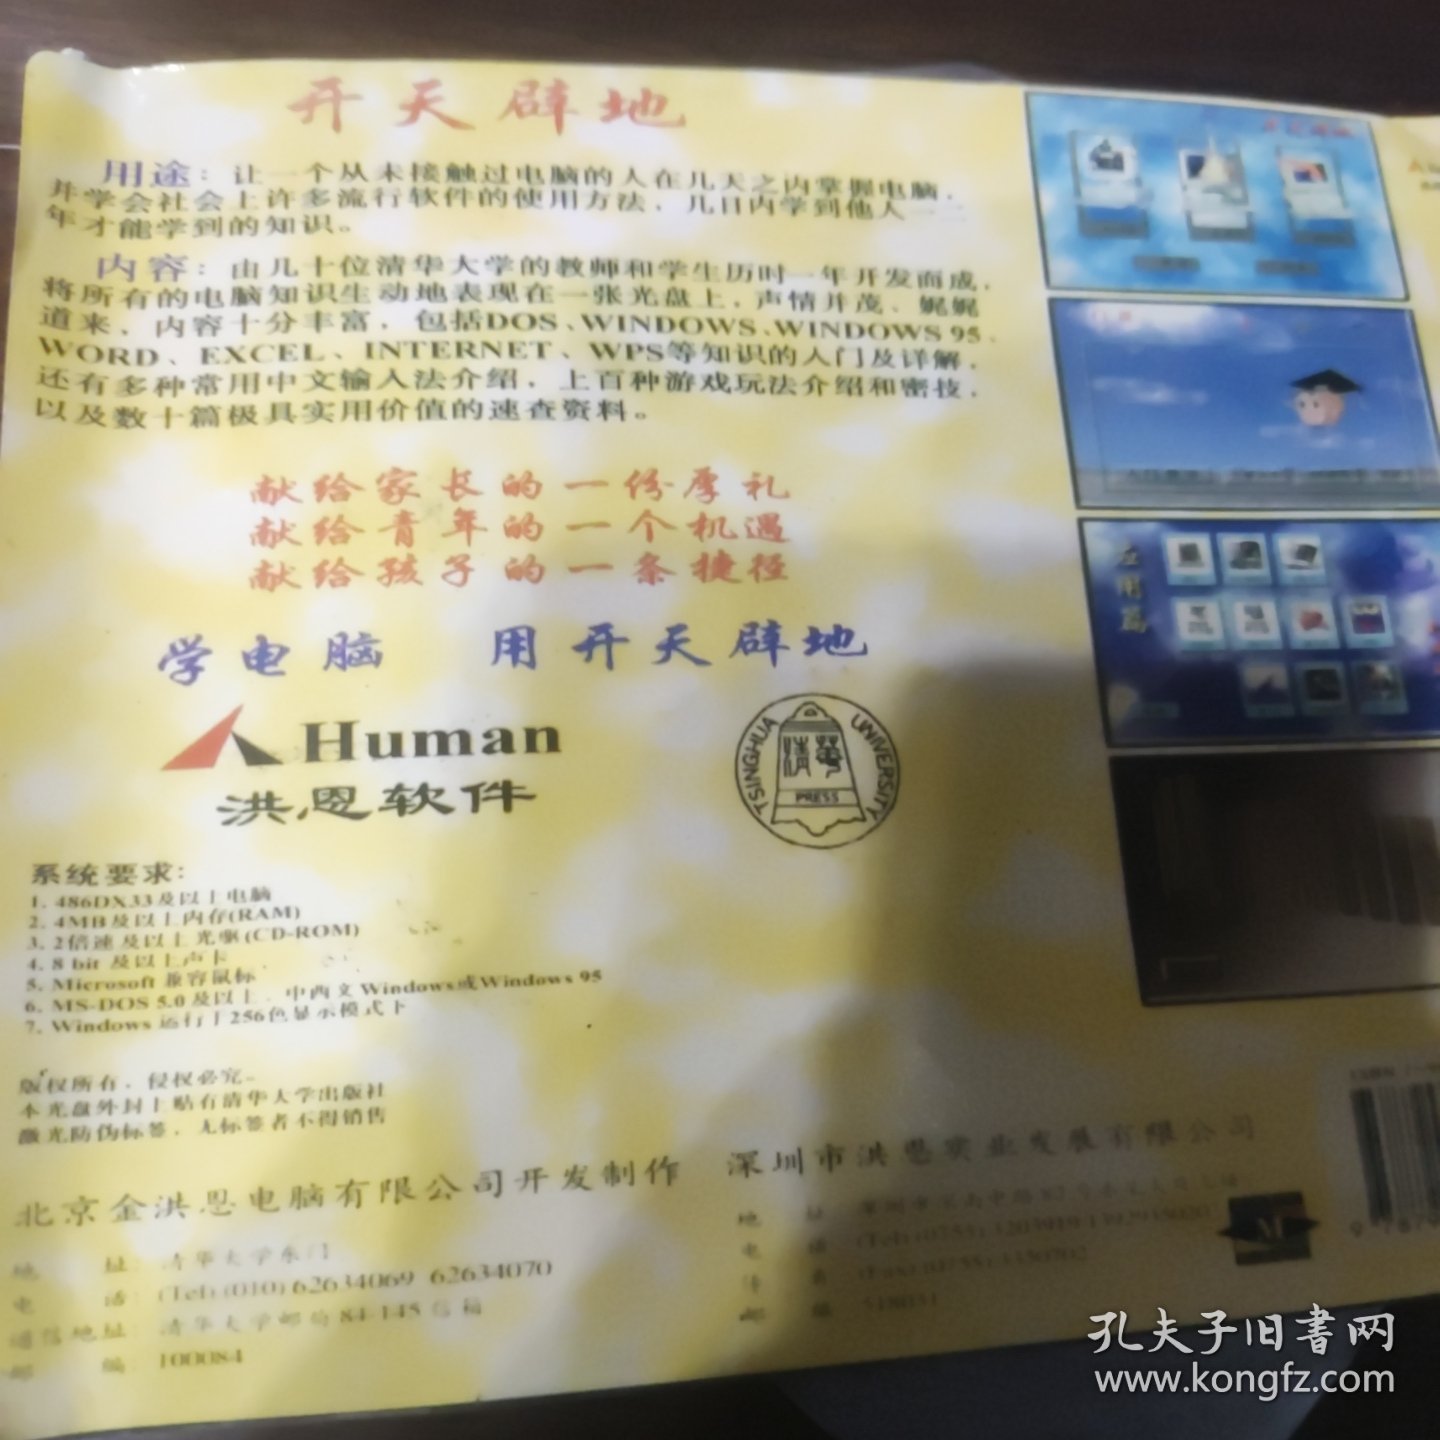 开天辟地
用途：让一个从未接触过电脑的人在几天之内掌握电脑，
并学会社会上许多流行软件的使用方法，几日内学到他人一二
年才能学到的知识。
内容：由几十位清华大学的教师和学生历时一年开发而成，
将所有的电脑知识生动地表现在一张光盘上，声情并茂、娓娓
道来，内容十分丰富，包括DOS、WINDOWS、WINDOWS 95、
WORD、EXCEL、INTERNET、WPS等知识的入门及详解，
还有多种常用中文输入法介绍，上百种游戏玩法介绍和密技，
以及数十篇极具实用价值的速查资料。
献给家长的一份厚礼
献给青年的一个机遇
献给孩子的一条捷径
学电脑 用开天辟地
Human
洪恩软件
TSINGHUA UNIVERSITY
清华
PRESS
应用篇
系统要求：
1. 486DX33及以上电脑
2. 4MB及以上内存(RAM)
3. 2倍速及以上光驱(CD-ROM)
4. 8 bit 及以上声卡
5. Microsoft 兼容鼠标
6. MS-DOS 5.0及以上，中西文Windows或Windows 95
7. Windows 运行于256色显示模式下
版权所有，侵权必究。
本光盘外封上贴有清华大学出版社
激光防伪标签，无标签者不得销售
北京金洪恩电脑有限公司开发制作
地 址：清华大学东门
电 话：(Tel) (010) 62634069 62634070
通信地址：清华大学邮局84-145信箱
邮 编：100084
深圳市洪恩实业发展有限公司
地 址
电 话
传 真
邮 编
M
孔夫子旧书网
www.kongfz.com